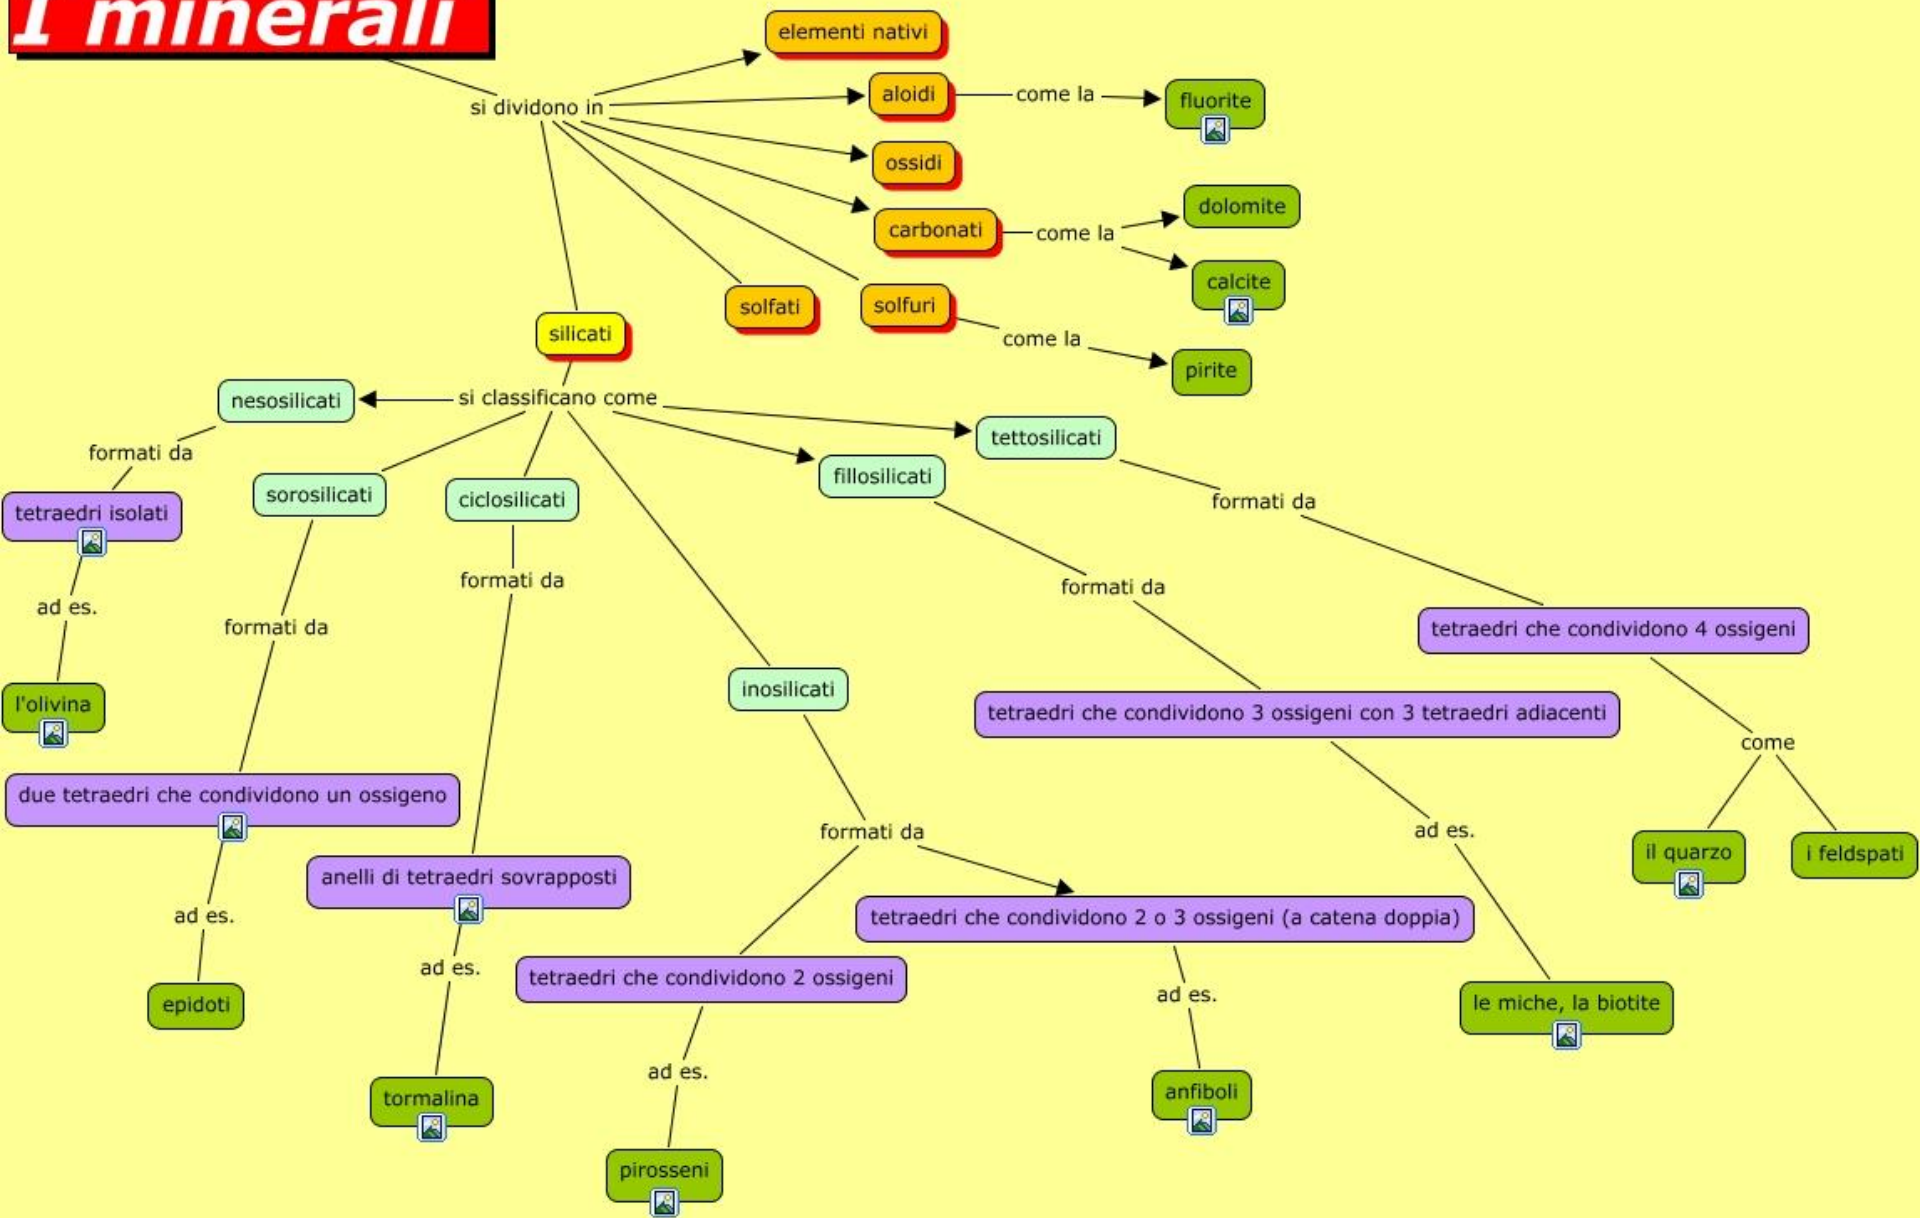 I minerali
elementi nativi
si dividono in
aloidi
come la
fluorite
ossidi
carbonati
come la
dolomite
calcite
solfati
solfuri
come la
pirite
silicati
si classificano come
nesosilicati
formati da
tetraedri isolati
ad es.
l'olivina
sorosilicati
formati da
due tetraedri che condividono un ossigeno
ad es.
epidoti
ciclosilicati
formati da
anelli di tetraedri sovrapposti
ad es.
tormalina
inosilicati
formati da
tetraedri che condividono 2 ossigeni
ad es.
pirosseni
tetraedri che condividono 2 o 3 ossigeni (a catena doppia)
ad es.
anfiboli
fillosilicati
formati da
tetraedri che condividono 3 ossigeni con 3 tetraedri adiacenti
ad es.
le miche, la biotite
tettosilicati
formati da
tetraedri che condividono 4 ossigeni
come
il quarzo
i feldspati